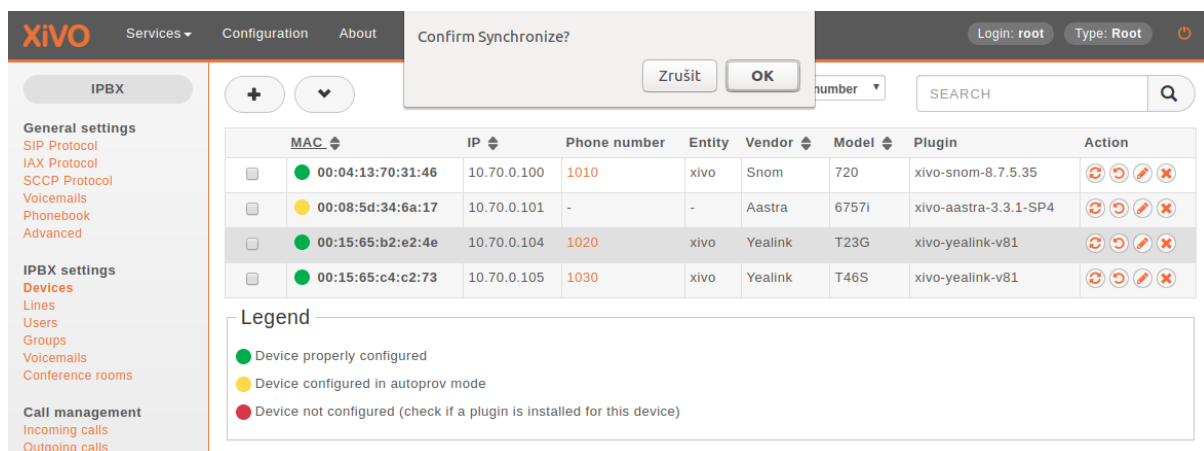 XiVO Services Configuration About Confirm Synchronize? Login: root Type: Root
Zrušit OK
IPBX
number SEARCH
General settings
SIP Protocol
IAX Protocol
SCCP Protocol
Voicemails
Phonebook
Advanced
IPBX settings
Devices
Lines
Users
Groups
Voicemails
Conference rooms
Call management
Incoming calls
Outgoing calls
MAC IP Phone number Entity Vendor Model Plugin Action
00:04:13:70:31:46 10.70.0.100 1010 xivo Snom 720 xivo-snom-8.7.5.35
00:08:5d:34:6a:17 10.70.0.101 - - Aastra 6757i xivo-aastra-3.3.1-SP4
00:15:65:b2:e2:4e 10.70.0.104 1020 xivo Yealink T23G xivo-yealink-v81
00:15:65:c4:c2:73 10.70.0.105 1030 xivo Yealink T46S xivo-yealink-v81
Legend
Device properly configured
Device configured in autoprov mode
Device not configured (check if a plugin is installed for this device)